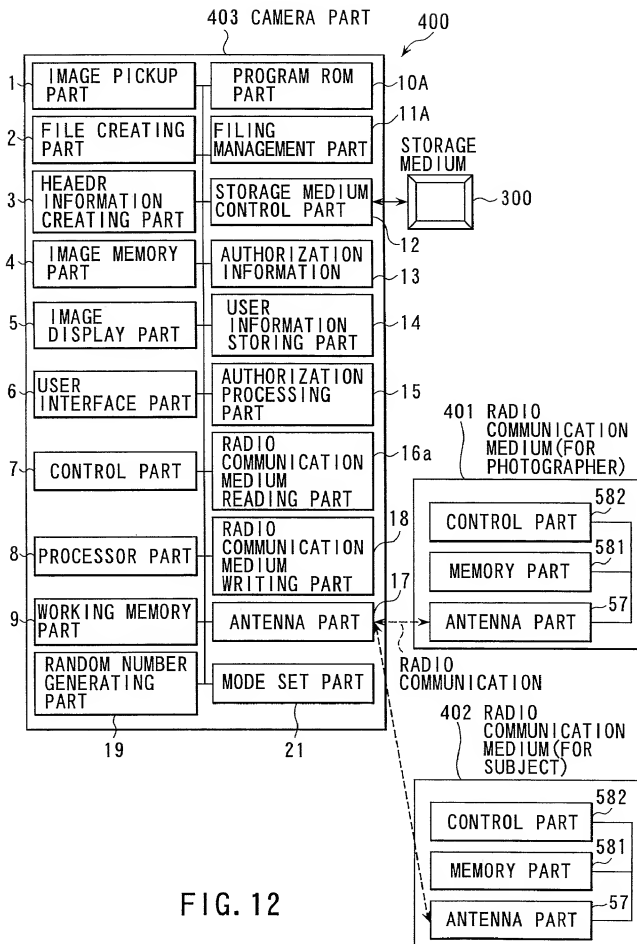 403 CAMERA PART
400
1
IMAGE PICKUP
PART
PROGRAM ROM
PART
10A
2
FILE CREATING
PART
FILING
MANAGEMENT PART
11A
3
HEAEDR
INFORMATION
CREATING PART
STORAGE MEDIUM
CONTROL PART
12
STORAGE
MEDIUM
300
4
IMAGE MEMORY
PART
AUTHORIZATION
INFORMATION
13
5
IMAGE
DISPLAY PART
USER
INFORMATION
STORING PART
14
6
USER
INTERFACE PART
AUTHORIZATION
PROCESSING
PART
15
7
CONTROL PART
RADIO
COMMUNICATION
MEDIUM
READING PART
16a
8
PROCESSOR PART
RADIO
COMMUNICATION
MEDIUM
WRITING PART
18
9
WORKING MEMORY
PART
ANTENNA PART
17
RANDOM NUMBER
GENERATING
PART
19
MODE SET PART
21
401 RADIO
COMMUNICATION
MEDIUM(FOR
PHOTOGRAPHER)
CONTROL PART
582
MEMORY PART
581
ANTENNA PART
57
RADIO
COMMUNICATION
402 RADIO
COMMUNICATION
MEDIUM(FOR
SUBJECT)
CONTROL PART
582
MEMORY PART
581
ANTENNA PART
57
FIG. 12